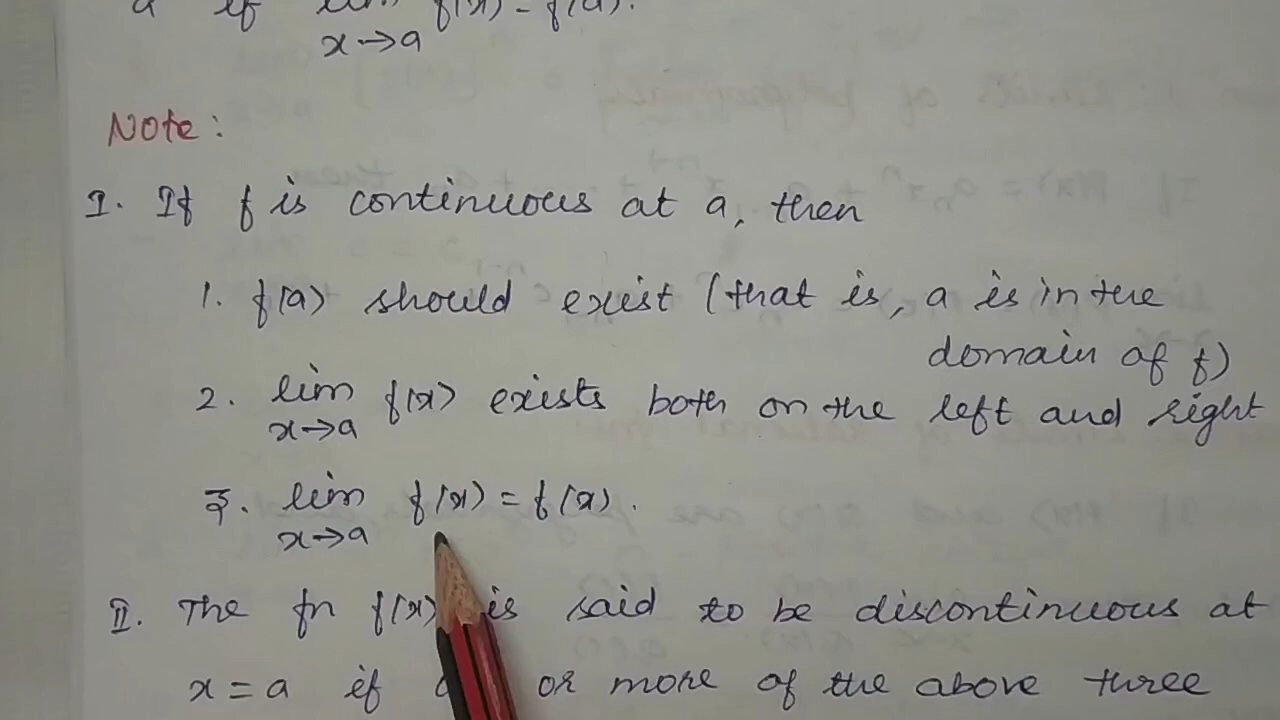 a if lim f(x) = f(a).
x→a
Note:
I. If f is continuous at a, then
1. f(a) should exist (that is, a is in the
domain of f)
2. lim f(x) exists both on the left and right
x→a
3. lim f(x) = f(x).
x→a
II. The fn f(x) is said to be discontinuous at
x = a if or more of the above three